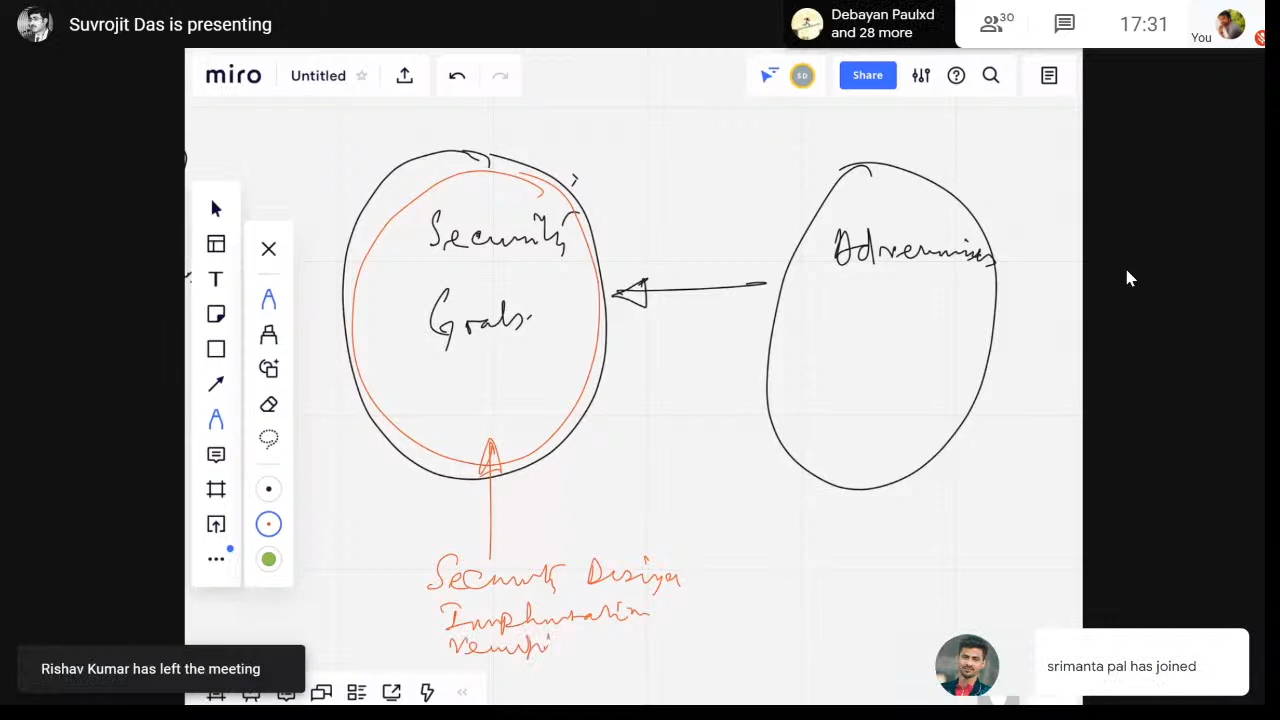 Suvrojit Das is presenting
Debayan Paulxd
and 28 more
30
17:31
You
miro
Untitled
SD
Share
Security
Goals.
Adversaries
Security Design
Implementation
T
Rishav Kumar has left the meeting
srimanta pal has joined